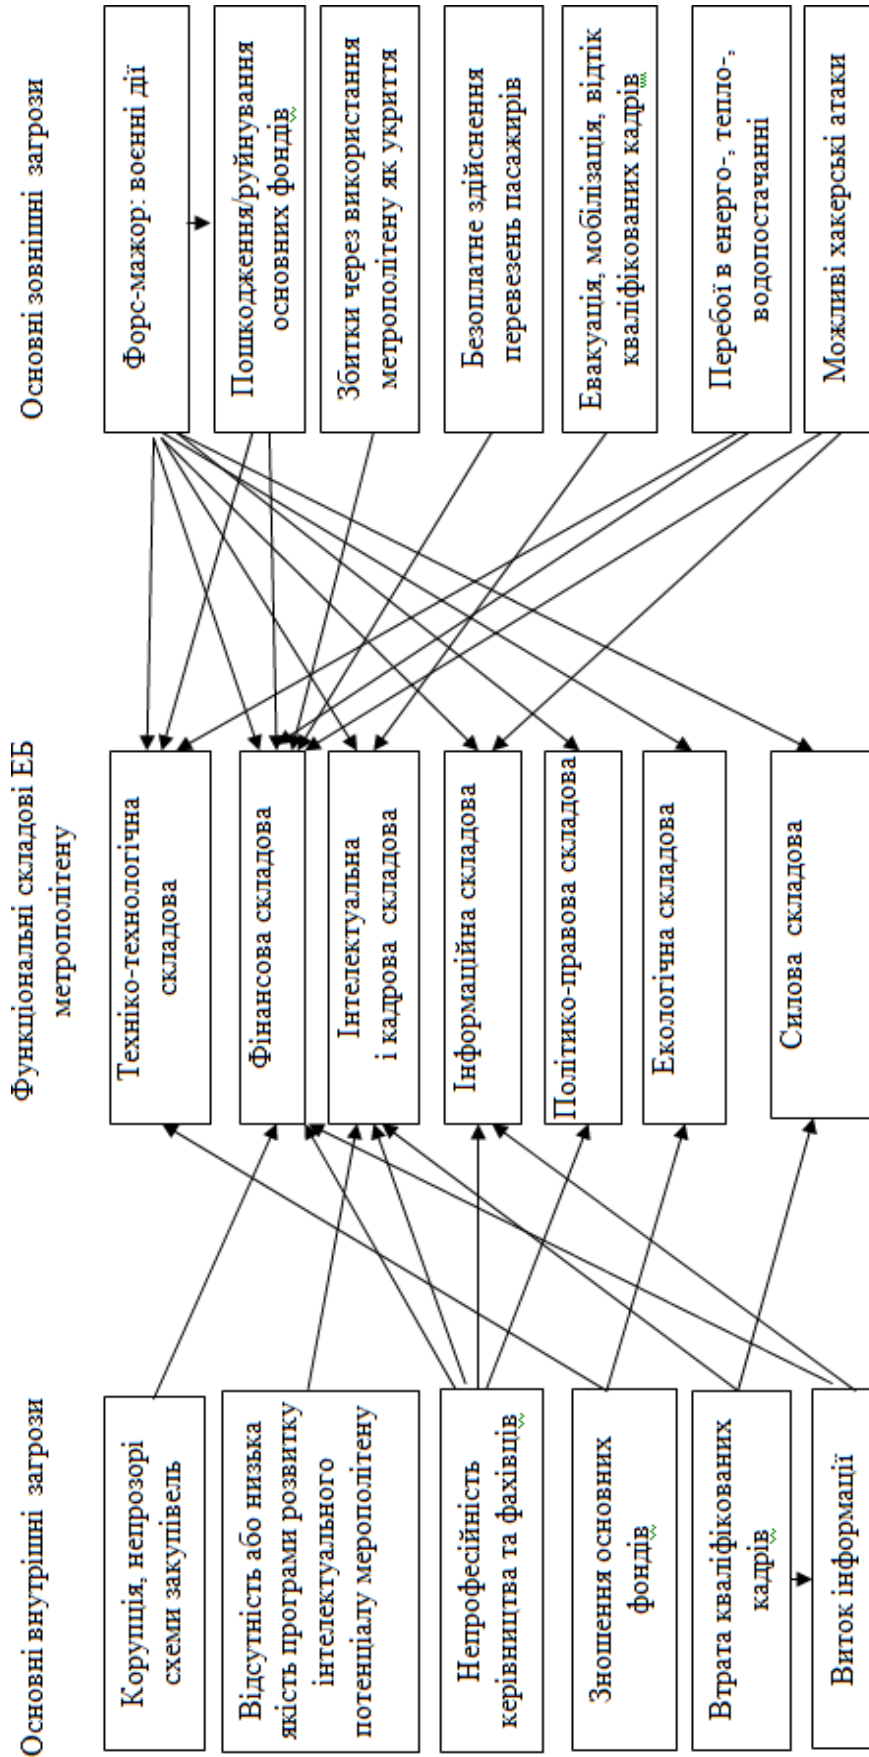 Основні внутрішні загрози
Корупція, непрозорі
схеми закупівель
Відсутність або низька
якість програми розвитку
інтелектуального
потенціалу мерополітену
Непрофесійність
керівництва та фахівців
Зношення основних
фондів
Втрата кваліфікованих
кадрів
Виток інформації
Функціональні складові ЕБ
метрополітену
Техніко-технологічна
складова
Фінансова складова
Інтелектуальна
і кадрова складова
Інформаційна складова
Політико-правова складова
Екологічна складова
Силова складова
Основні зовнішні загрози
Форс-мажор: воєнні дії
Пошкодження/руйнування
основних фондів
Збитки через використання
метрополітену як укриття
Безоплатне здійснення
перевезень пасажирів
Евакуація, мобілізація, відтік
кваліфікованих кадрів
Перебої в енерго-, тепло-,
водопостачанні
Можливі хакерські атаки